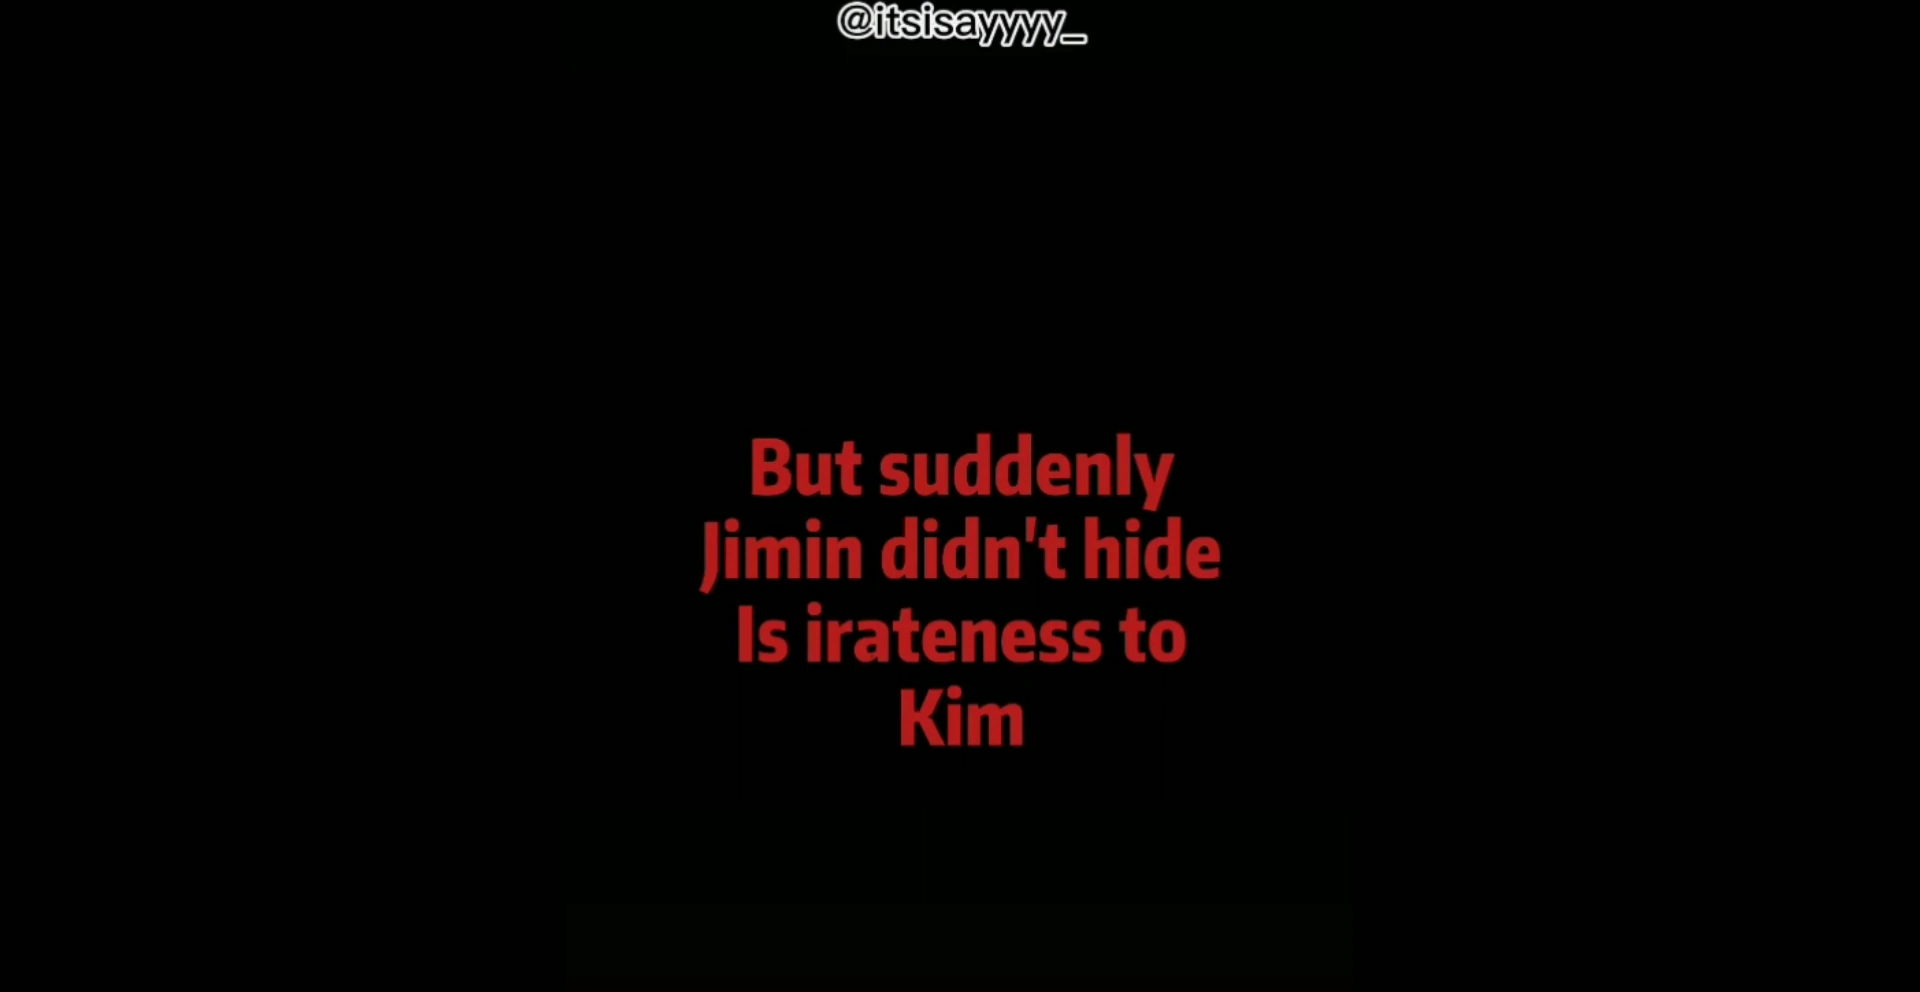 @itsisayyyy_
But suddenly
Jimin didn't hide
Is irateness to
Kim